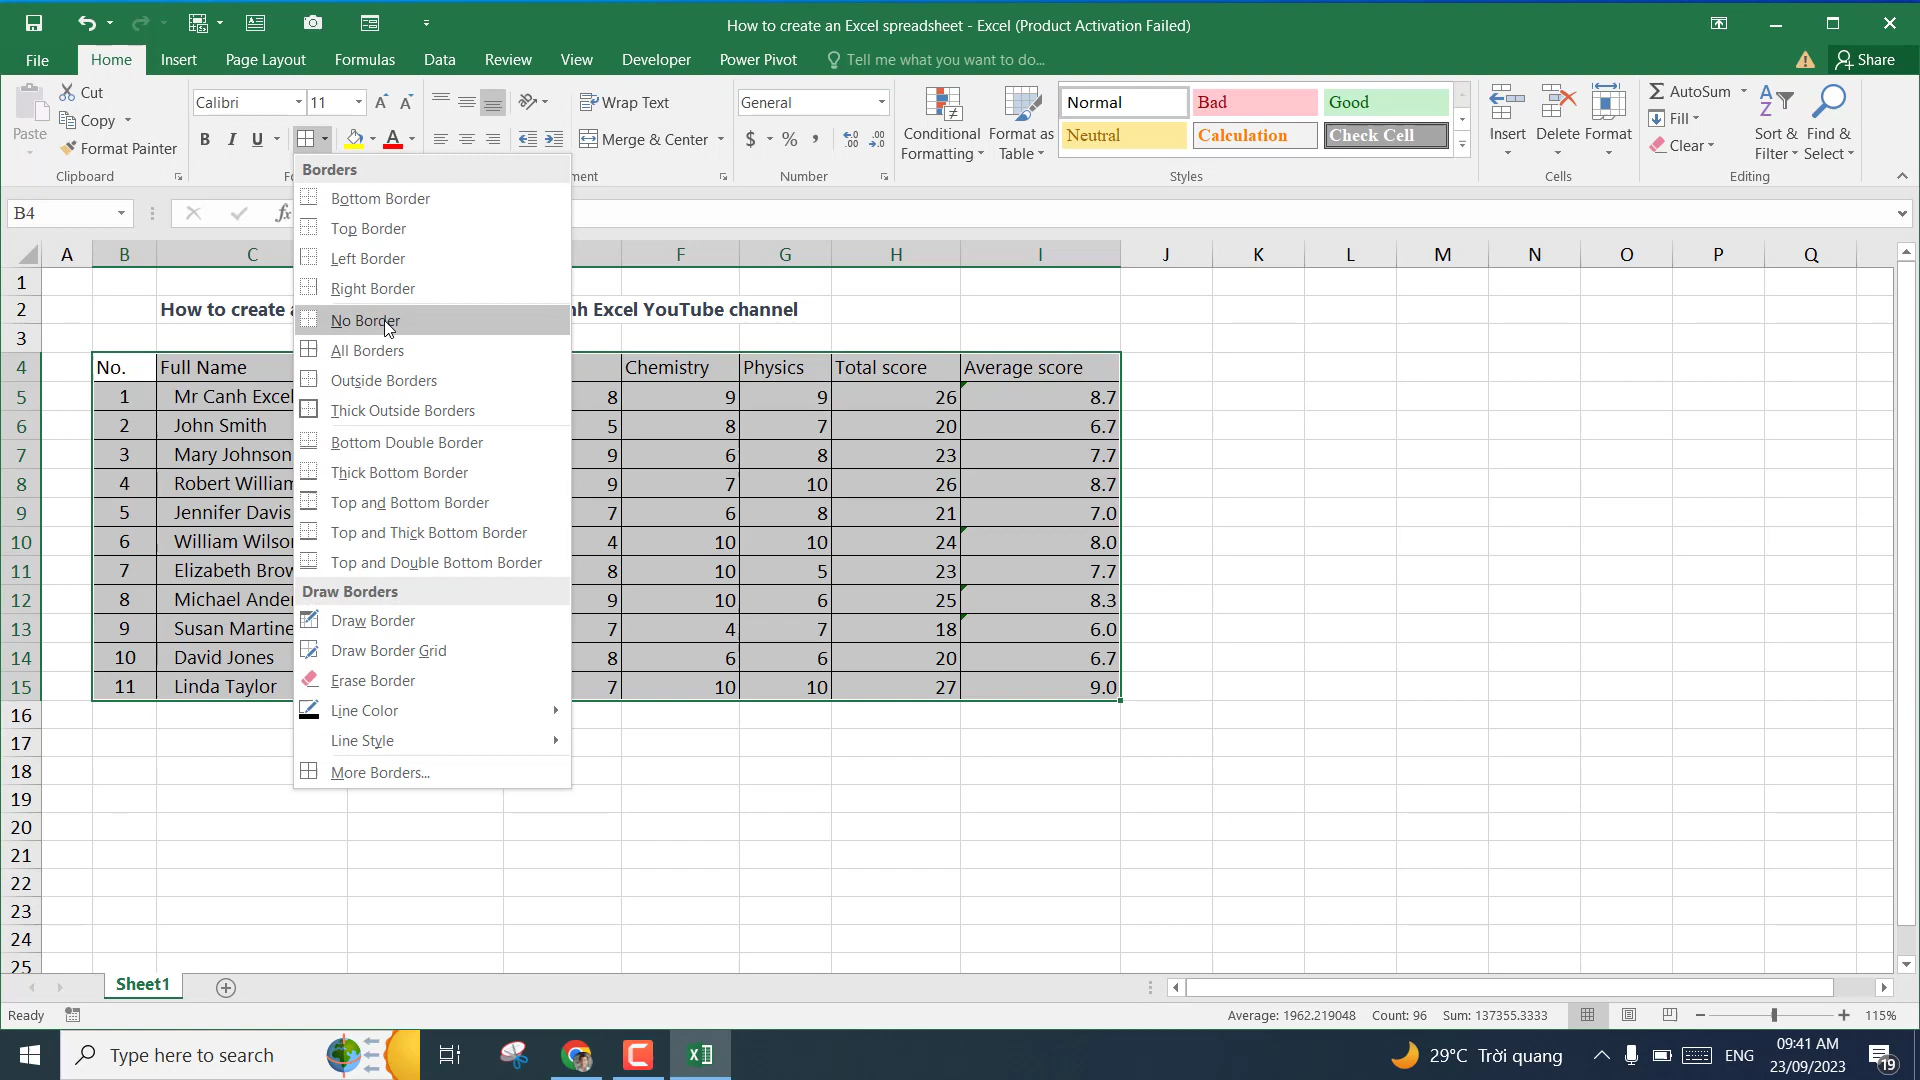 How to create an Excel spreadsheet - Excel (Product Activation Failed)
File Home Insert Page Layout Formulas Data Review View Developer Power Pivot Tell me what you want to do... Share
Paste Cut Copy Format Painter Clipboard
Calibri 11 B I U A A A
Wrap Text Merge & Center
General $ % , Number
Conditional Formatting Format as Table
Normal Bad Good
Neutral Calculation Check Cell
Styles
Insert Delete Format Cells
AutoSum Fill Clear Sort & Filter Find & Select Editing
B4 fx
Borders
Bottom Border
Top Border
Left Border
Right Border
No Border
All Borders
Outside Borders
Thick Outside Borders
Bottom Double Border
Thick Bottom Border
Top and Bottom Border
Top and Thick Bottom Border
Top and Double Bottom Border
Draw Borders
Draw Border
Draw Border Grid
Erase Border
Line Color
Line Style
More Borders...
A B C F G H I J K L M N O P Q
1
2 How to create nh Excel YouTube channel
3
4 No. Full Name Chemistry Physics Total score Average score
5 1 Mr Canh Excel 8 9 9 26 8.7
6 2 John Smith 5 8 7 20 6.7
7 3 Mary Johnson 9 6 8 23 7.7
8 4 Robert William 9 7 10 26 8.7
9 5 Jennifer Davis 7 6 8 21 7.0
10 6 William Wilso 4 10 10 24 8.0
11 7 Elizabeth Brow 8 10 5 23 7.7
12 8 Michael Ander 9 10 6 25 8.3
13 9 Susan Martine 7 4 7 18 6.0
14 10 David Jones 8 6 6 20 6.7
15 11 Linda Taylor 7 10 10 27 9.0
16
17
18
19
20
21
22
23
24
25
Sheet1
Ready Average: 1962.219048 Count: 96 Sum: 137355.3333 115%
Type here to search 29°C Trời quang ENG 09:41 AM
23/09/2023 19